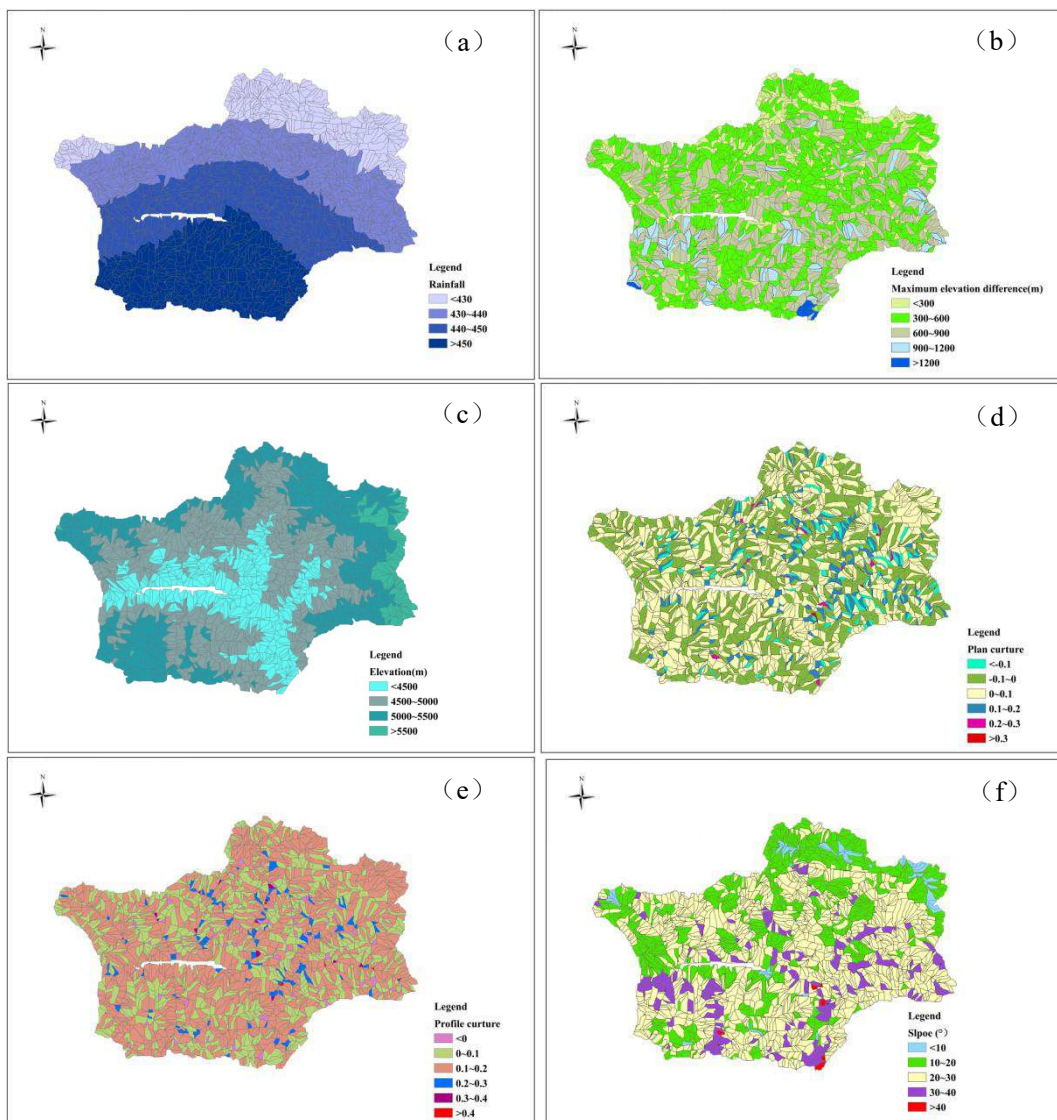 N
（a）
Legend
Rainfall
<430
430~440
440~450
>450
N
（b）
Legend
Maximum elevation difference(m)
<300
300~600
600~900
900~1200
>1200
N
（c）
Legend
Elevation(m)
<4500
4500~5000
5000~5500
>5500
N
（d）
Legend
Plan curture
<-0.1
-0.1~0
0~0.1
0.1~0.2
0.2~0.3
>0.3
N
（e）
Legend
Profile curture
<0
0~0.1
0.1~0.2
0.2~0.3
0.3~0.4
>0.4
N
（f）
Legend
Slpoe (°)
<10
10~20
20~30
30~40
>40